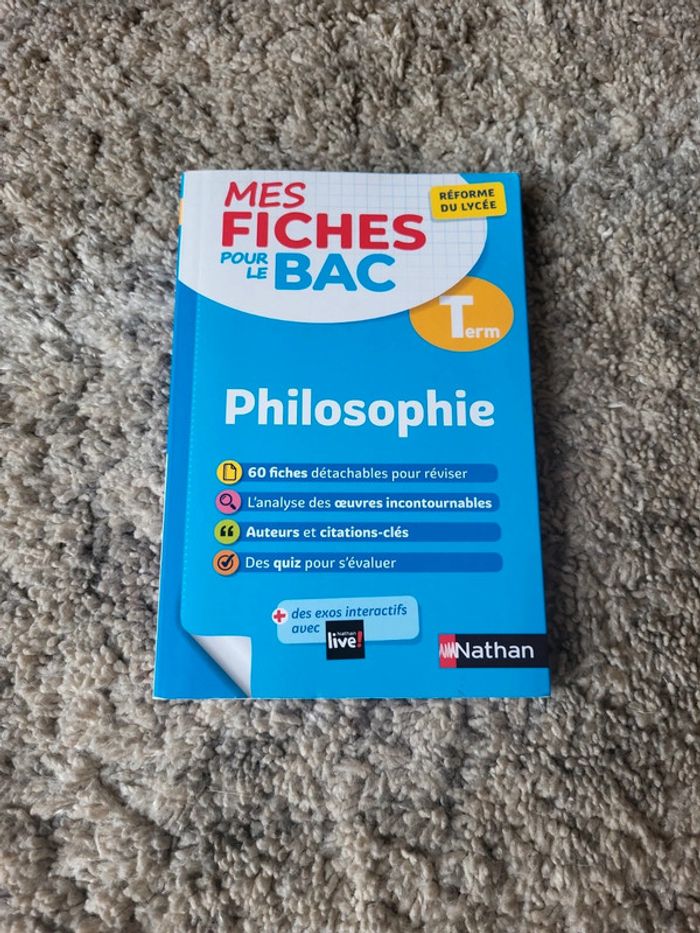 MES
FICHES
POUR LE BAC
RÉFORME
DU LYCÉE
Term
Philosophie
60 fiches détachables pour réviser
L'analyse des œuvres incontournables
“ Auteurs et citations-clés
Des quiz pour s'évaluer
+ des exos interactifs
avec Nathan live!
Nathan